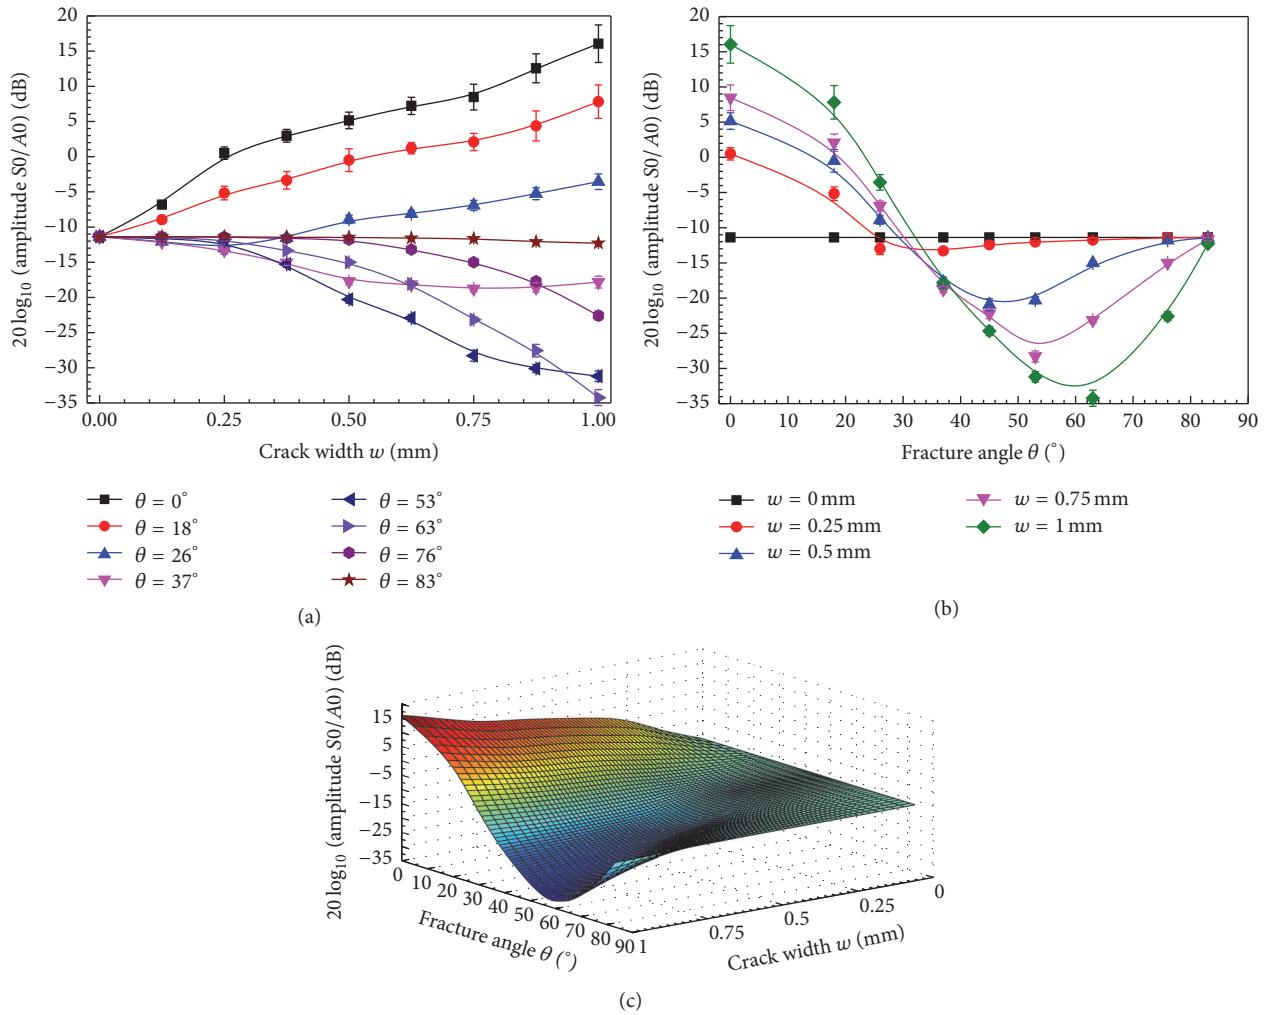 20
15
10
5
0
−5
−10
−15
−20
−25
−30
−35
20 log10 (amplitude S0/A0) (dB)
0.00 0.25 0.50 0.75 1.00
Crack width w (mm)
θ = 0°
θ = 18°
θ = 26°
θ = 37°
θ = 53°
θ = 63°
θ = 76°
θ = 83°
(a)
20
15
10
5
0
−5
−10
−15
−20
−25
−30
−35
20 log10 (amplitude S0/A0) (dB)
0 10 20 30 40 50 60 70 80 90
Fracture angle θ (°)
w = 0 mm
w = 0.25 mm
w = 0.5 mm
w = 0.75 mm
w = 1 mm
(b)
15
5
−5
−15
−25
−35
20 log10 (amplitude S0/A0) (dB)
0 10 20 30 40 50 60 70 80 90
Fracture angle θ (°)
1 0.75 0.5 0.25 0
Crack width w (mm)
(c)